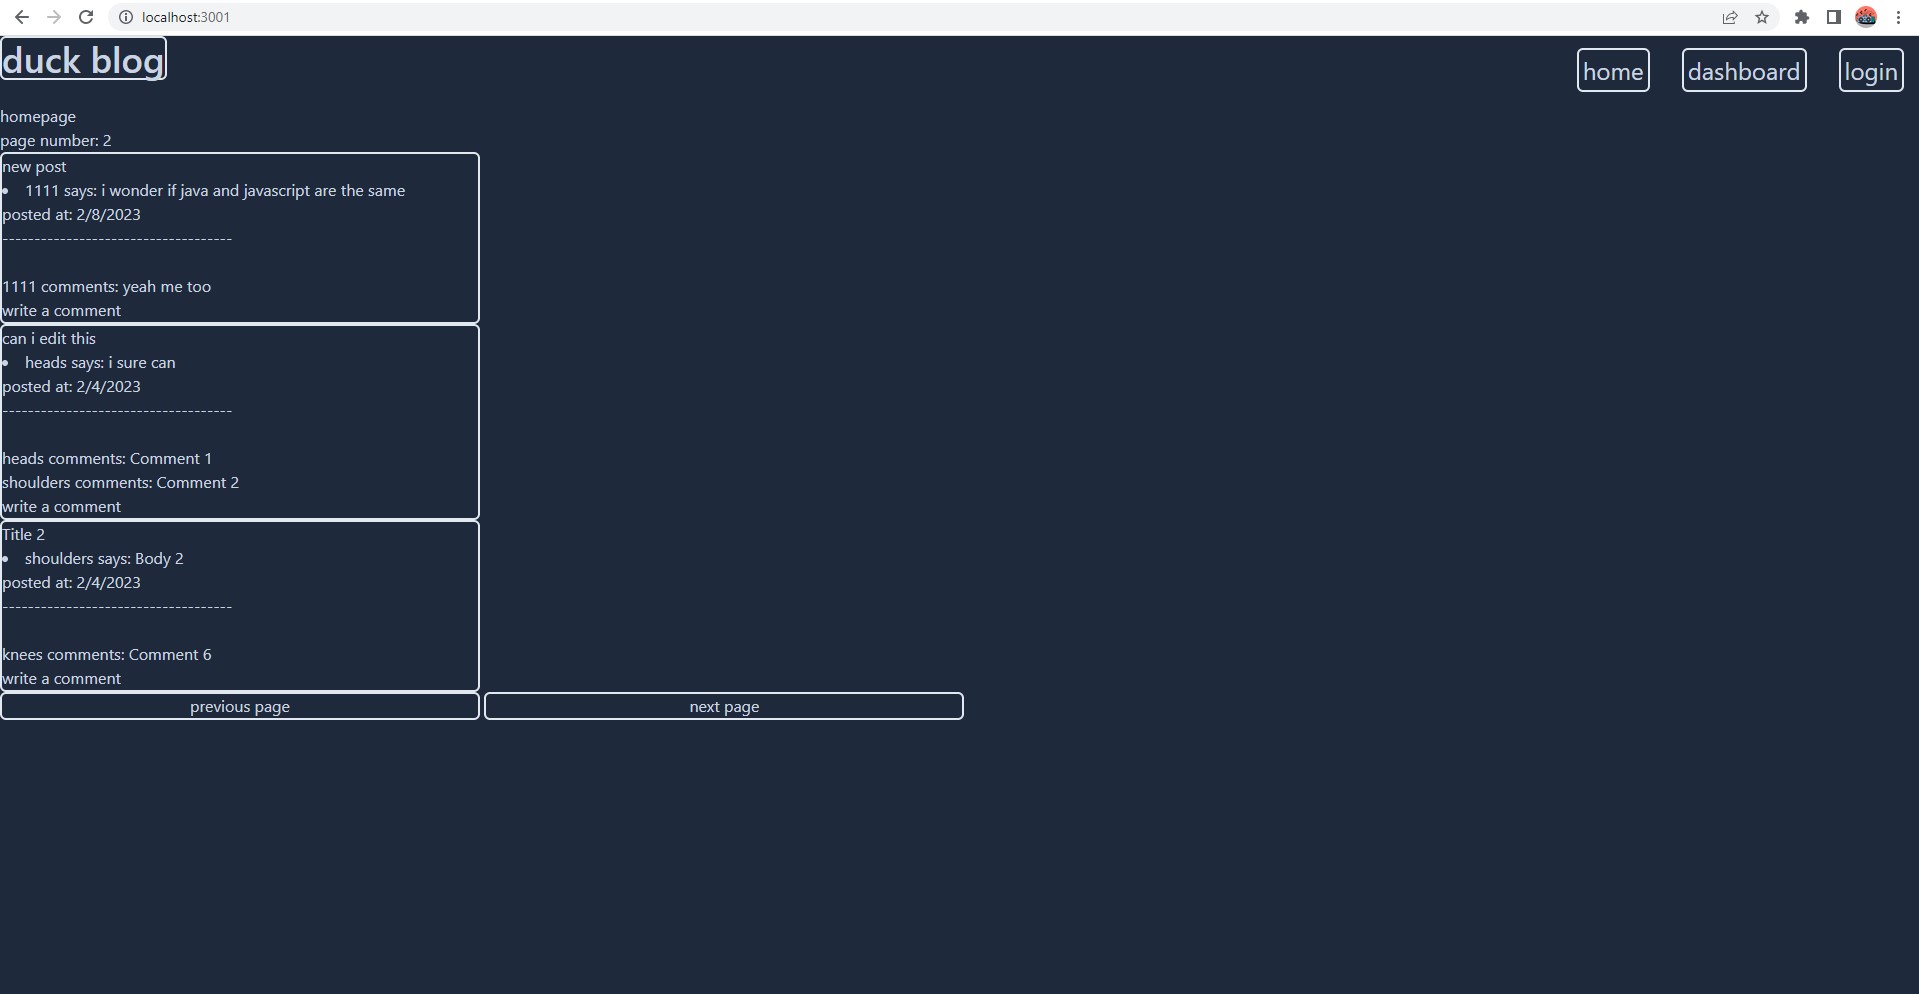 localhost:3001
duck blog
home
dashboard
login
homepage
page number: 2
new post
• 1111 says: i wonder if java and javascript are the same
posted at: 2/8/2023
------------------------------------
1111 comments: yeah me too
write a comment
can i edit this
• heads says: i sure can
posted at: 2/4/2023
------------------------------------
heads comments: Comment 1
shoulders comments: Comment 2
write a comment
Title 2
• shoulders says: Body 2
posted at: 2/4/2023
------------------------------------
knees comments: Comment 6
write a comment
previous page
next page